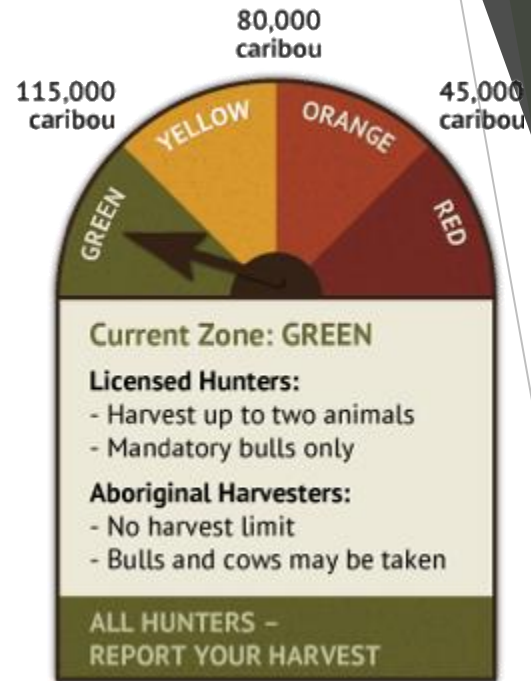 80,000
caribou
115,000
caribou
45,000
caribou
GREEN
YELLOW
ORANGE
RED
Current Zone: GREEN
Licensed Hunters:
- Harvest up to two animals
- Mandatory bulls only
Aboriginal Harvesters:
- No harvest limit
- Bulls and cows may be taken
ALL HUNTERS –
REPORT YOUR HARVEST